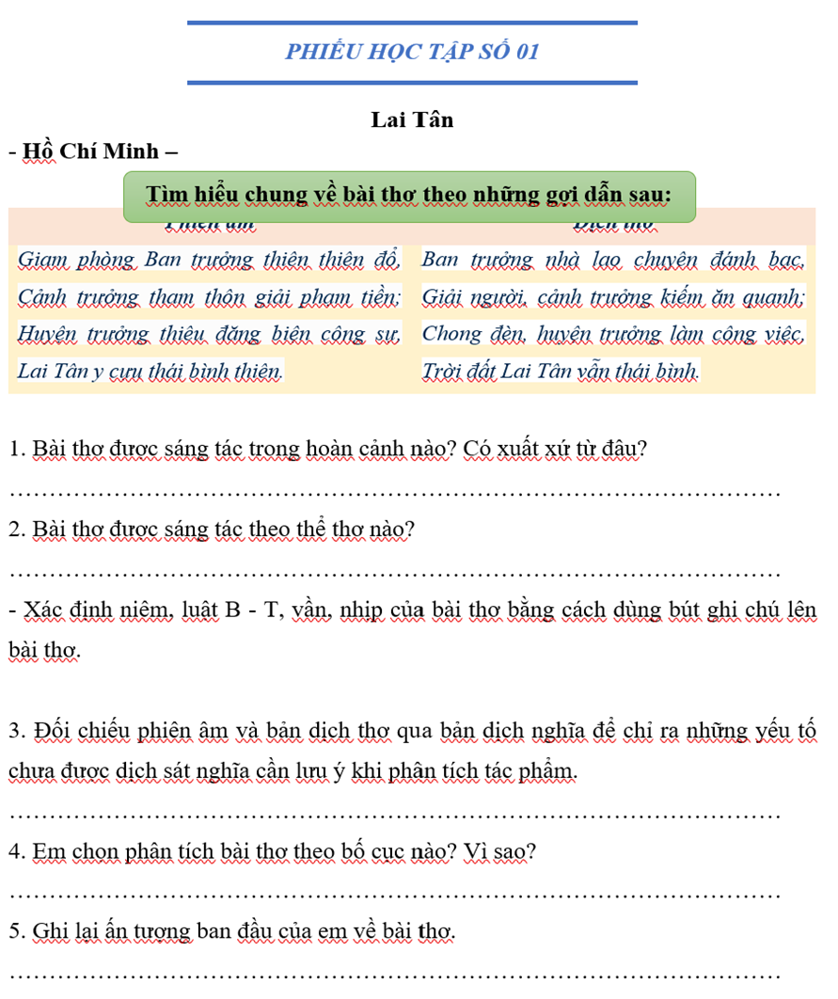 PHIẾU HỌC TẬP SỐ 01
Lai Tân
- Hồ Chí Minh –
Tìm hiểu chung về bài thơ theo những gợi dẫn sau:
Phiên âm
Dịch thơ
Giam phòng Ban trưởng thiên thiên đổ,
Cảnh trưởng tham thôn giải phạm tiền;
Huyện trưởng thiêu đăng biện công sự,
Lai Tân y cựu thái bình thiên.
Ban trưởng nhà lao chuyên đánh bạc,
Giải người, cảnh trưởng kiếm ăn quanh;
Chong đèn, huyện trưởng làm công việc,
Trời đất Lai Tân vẫn thái bình.
1. Bài thơ được sáng tác trong hoàn cảnh nào? Có xuất xứ từ đâu?
2. Bài thơ được sáng tác theo thể thơ nào?
- Xác định niêm, luật B - T, vần, nhịp của bài thơ bằng cách dùng bút ghi chú lên
bài thơ.
3. Đối chiếu phiên âm và bản dịch thơ qua bản dịch nghĩa để chỉ ra những yếu tố
chưa được dịch sát nghĩa cần lưu ý khi phân tích tác phẩm.
4. Em chọn phân tích bài thơ theo bố cục nào? Vì sao?
5. Ghi lại ấn tượng ban đầu của em về bài thơ.